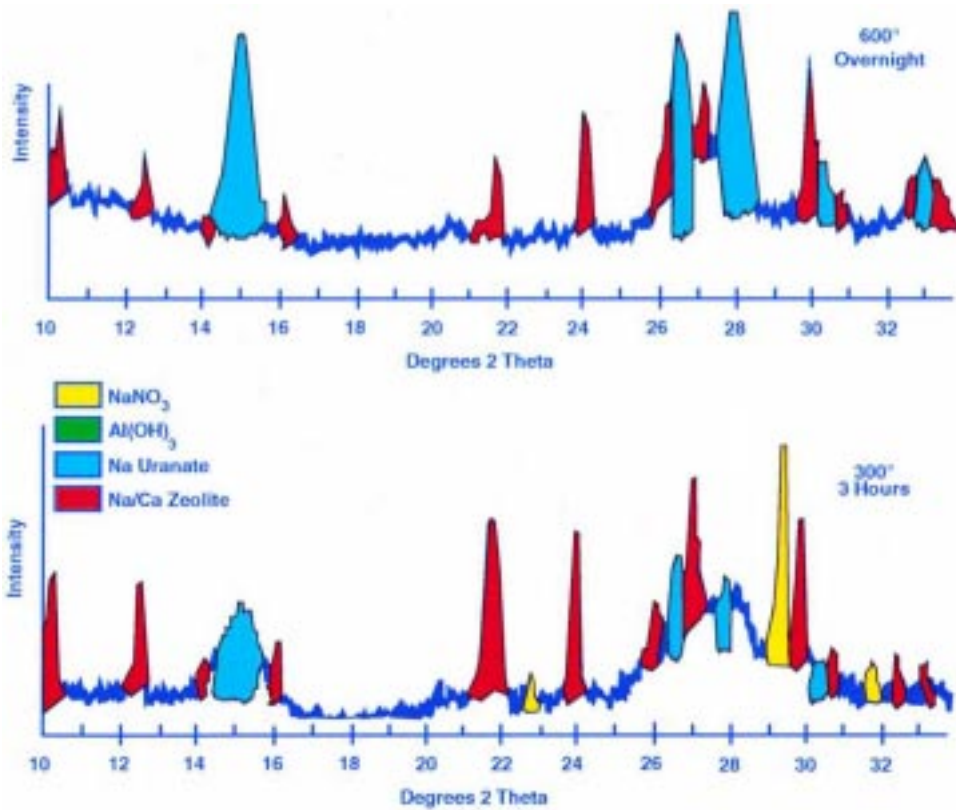 600°
Overnight
Intensity
10 12 14 16 18 20 22 24 26 28 30 32
Degrees 2 Theta
NaNO3
Al(OH)3
Na Uranate
Na/Ca Zeolite
300°
3 Hours
Intensity
10 12 14 16 18 20 22 24 26 28 30 32
Degrees 2 Theta